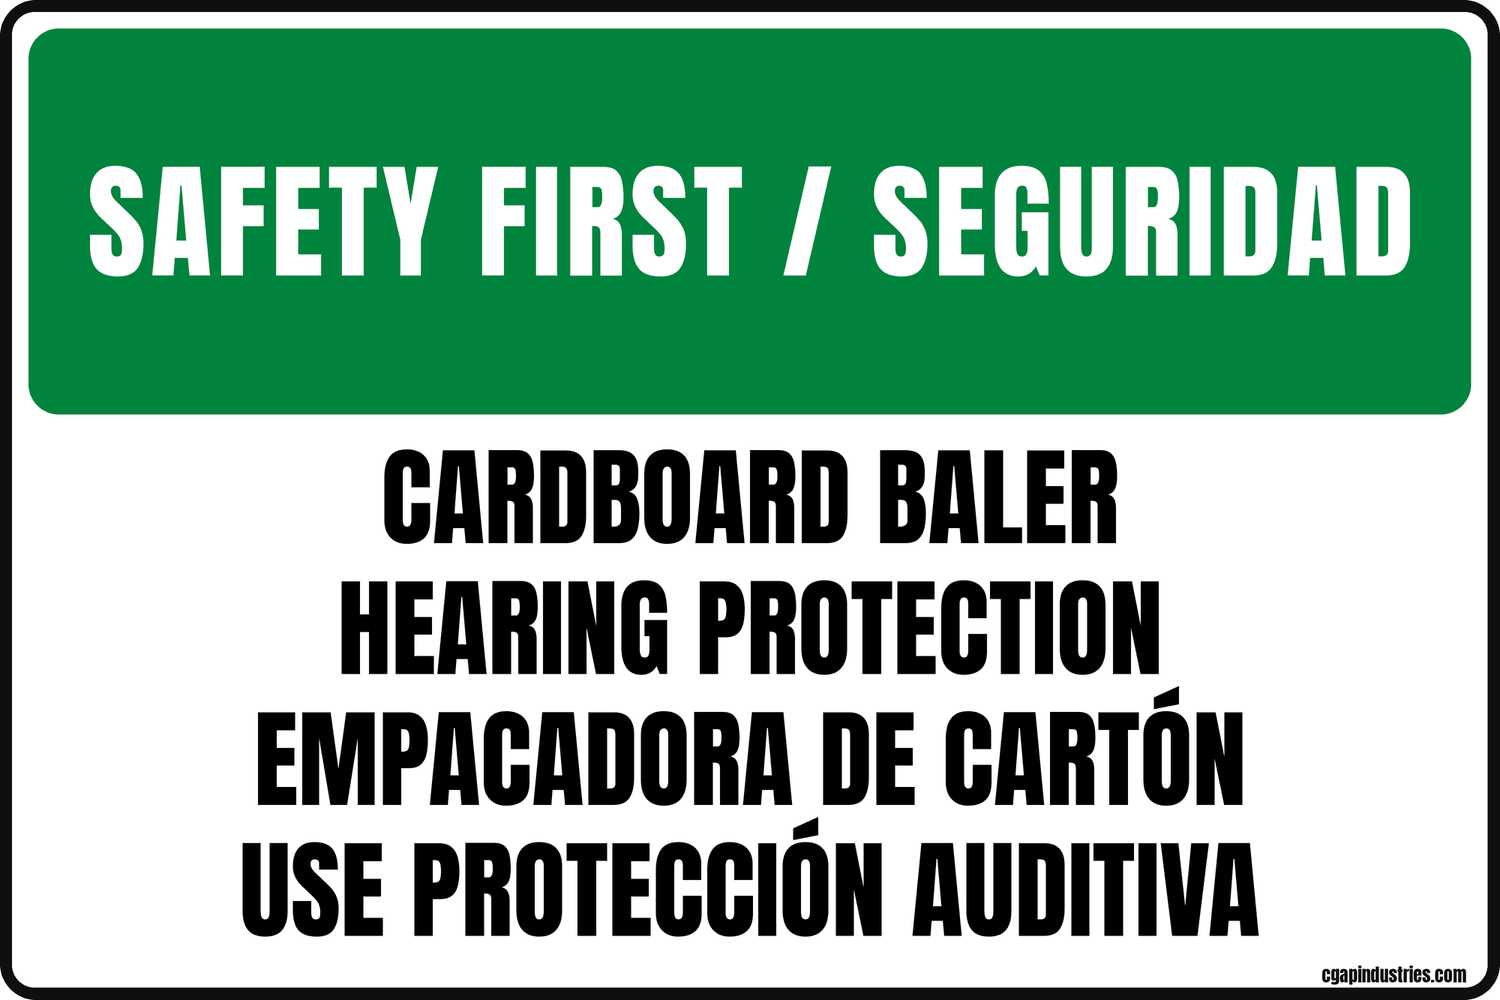 SAFETY FIRST / SEGURIDAD
CARDBOARD BALER
HEARING PROTECTION
EMPACADORA DE CARTÓN
USE PROTECCIÓN AUDITIVA
cgapindustries.com